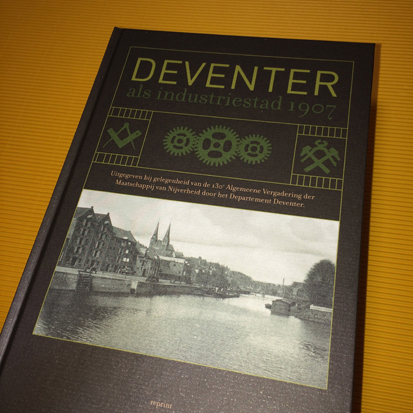 DEVENTER
als industriestad 1907
Uitgegeven bij gelegenheid van de 130e Algemeene Vergadering der
Maatschappij van Nijverheid door het Departement Deventer.
reprint